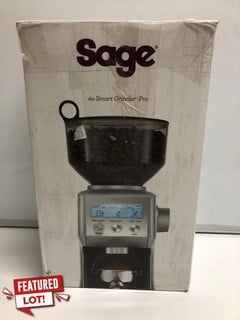 Sage®
the Smart Grinder™ Pro
FEATURED
LOT!